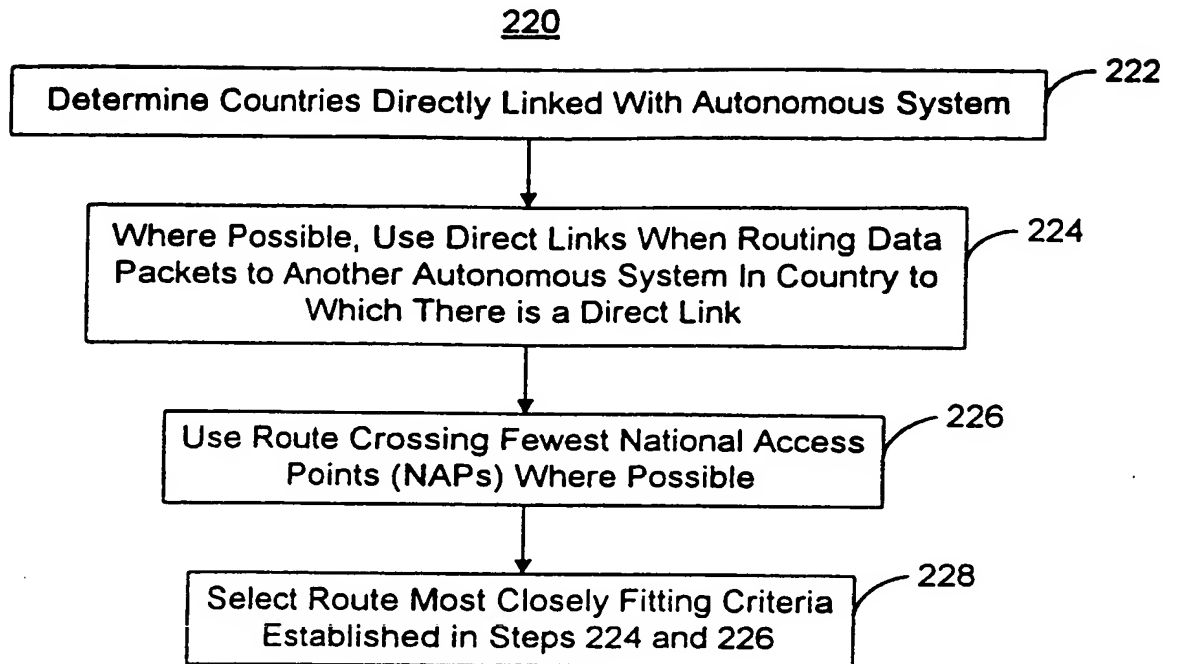 220
222
Determine Countries Directly Linked With Autonomous System
224
Where Possible, Use Direct Links When Routing Data
Packets to Another Autonomous System In Country to
Which There is a Direct Link
226
Use Route Crossing Fewest National Access
Points (NAPs) Where Possible
228
Select Route Most Closely Fitting Criteria
Established in Steps 224 and 226